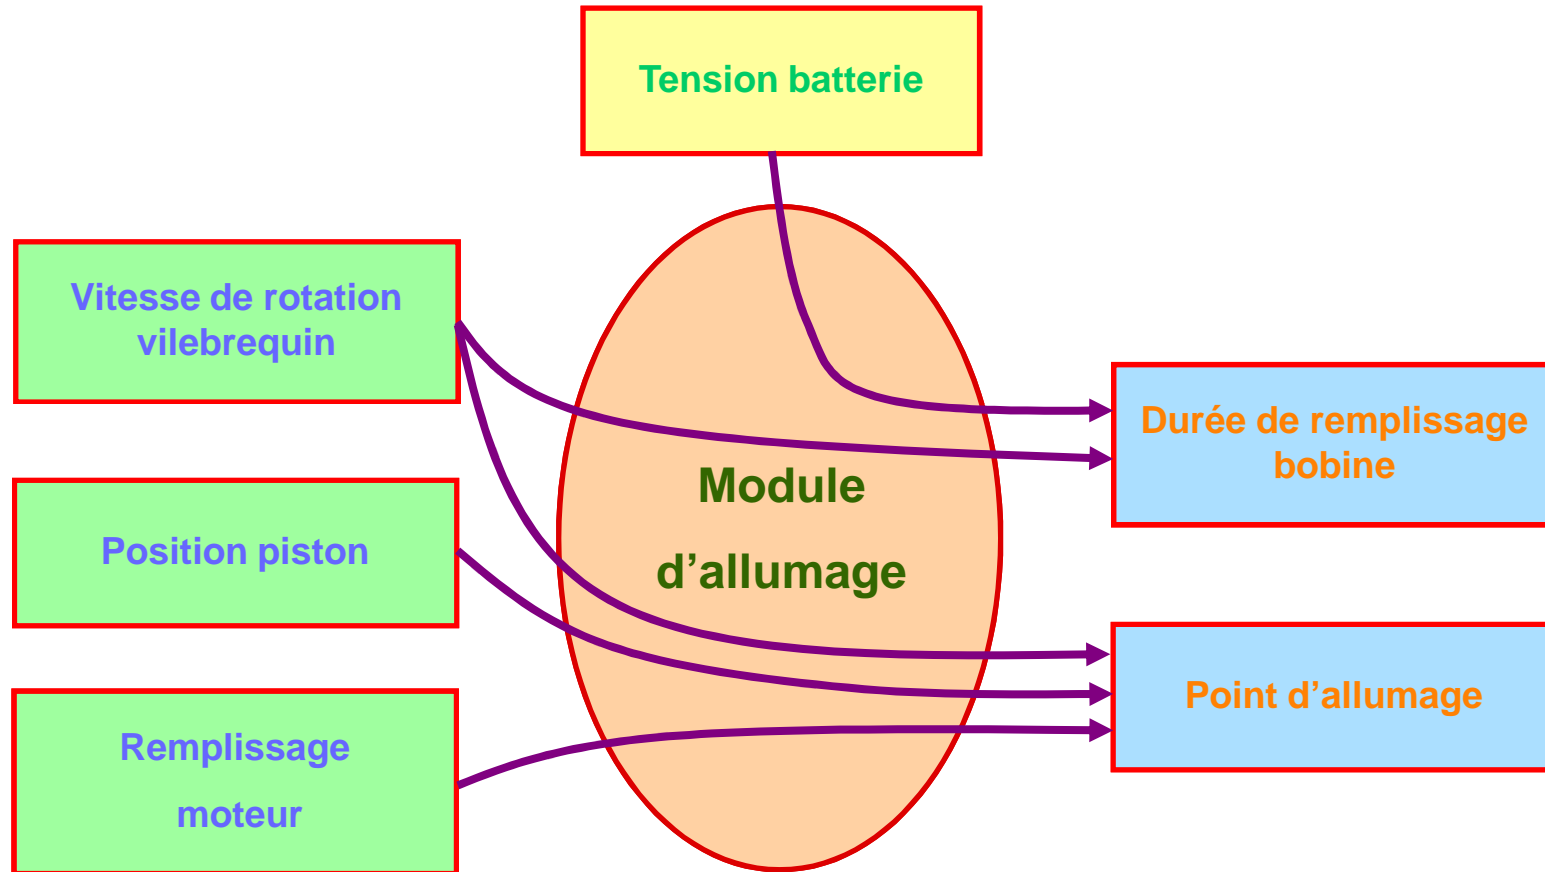 Tension batterie
Vitesse de rotation
vilebrequin
Durée de remplissage
bobine
Module
d’allumage
Position piston
Point d’allumage
Remplissage
moteur